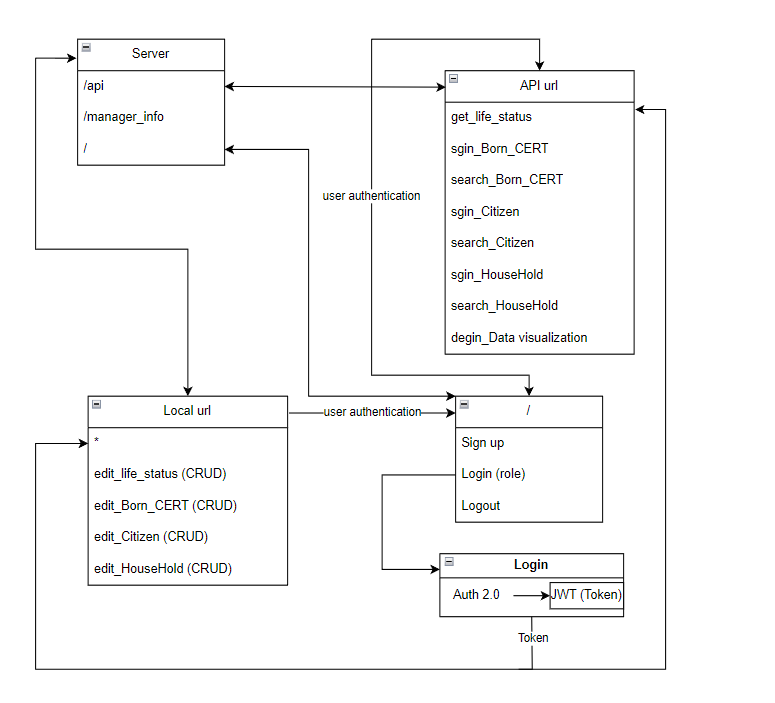 Server
/api
/manager_info
/
API url
get_life_status
sgin_Born_CERT
search_Born_CERT
sgin_Citizen
search_Citizen
sgin_HouseHold
search_HouseHold
degin_Data visualization
user authentication
Local url
*
edit_life_status (CRUD)
edit_Born_CERT (CRUD)
edit_Citizen (CRUD)
edit_HouseHold (CRUD)
user authentication
/
Sign up
Login (role)
Logout
Login
Auth 2.0
JWT (Token)
Token